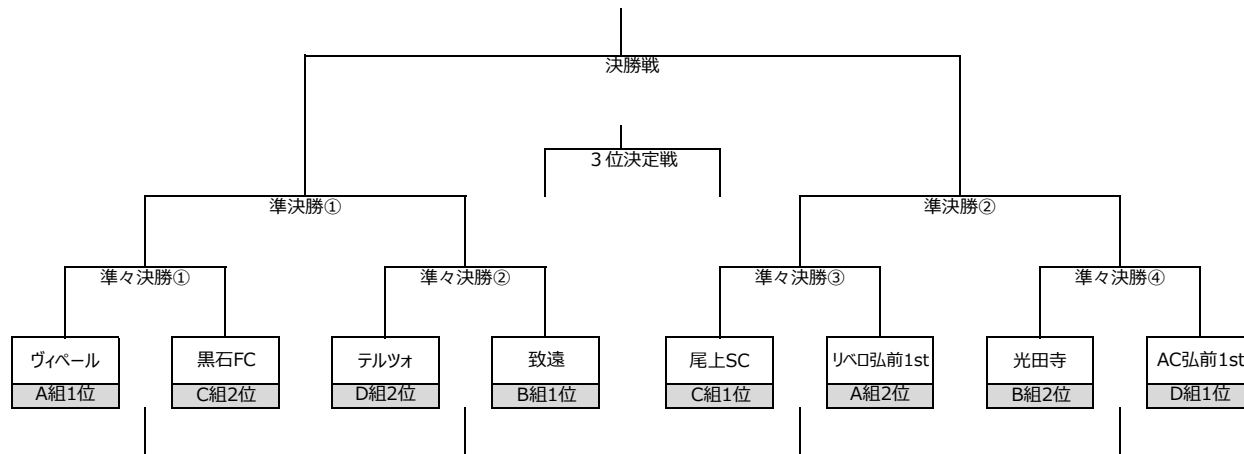 決勝戦
３位決定戦
準決勝① 準決勝②
準々決勝① 準々決勝② 準々決勝③ 準々決勝④
ヴィペール 黒石FC テルツォ 致遠 尾上SC リベロ弘前1st 光田寺 AC弘前1st
A組1位 C組2位 D組2位 B組1位 C組1位 A組2位 B組2位 D組1位